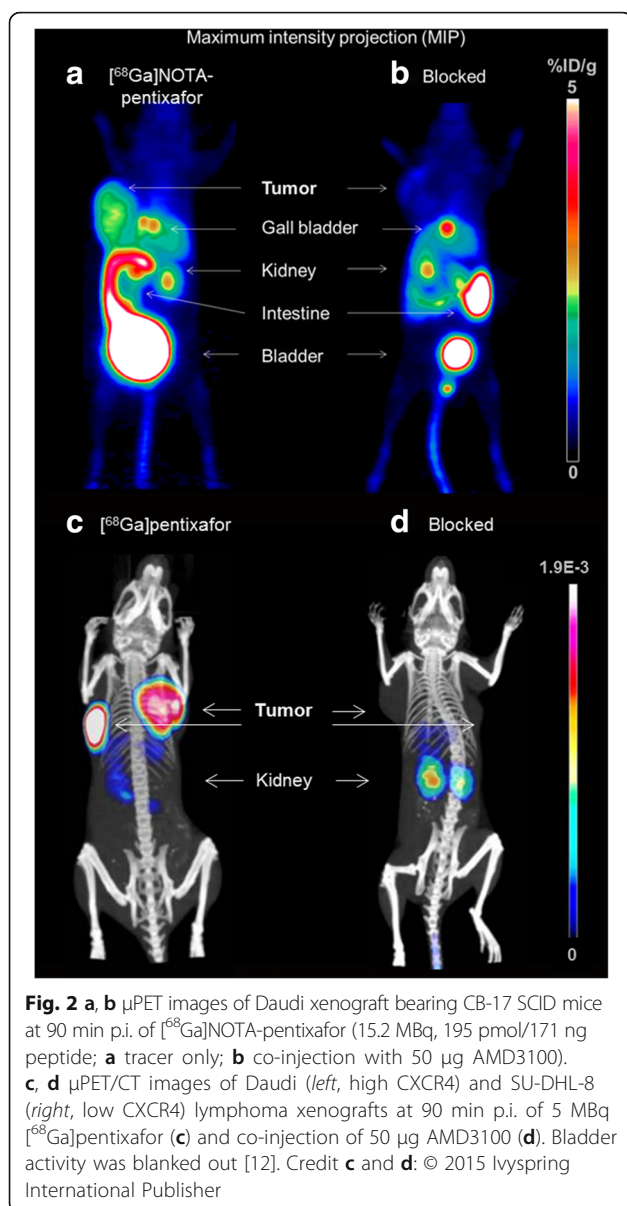 Maximum intensity projection (MIP)
a [⁶⁸Ga]NOTA-
pentixafor
b Blocked
%ID/g
5
Tumor
Gall bladder
Kidney
Intestine
Bladder
0
c [⁶⁸Ga]pentixafor
d Blocked
1.9E-3
Tumor
Kidney
0
Fig. 2 a, b μPET images of Daudi xenograft bearing CB-17 SCID mice
at 90 min p.i. of [⁶⁸Ga]NOTA-pentixafor (15.2 MBq, 195 pmol/171 ng
peptide; a tracer only; b co-injection with 50 μg AMD3100).
c, d μPET/CT images of Daudi (left, high CXCR4) and SU-DHL-8
(right, low CXCR4) lymphoma xenografts at 90 min p.i. of 5 MBq
[⁶⁸Ga]pentixafor (c) and co-injection of 50 μg AMD3100 (d). Bladder
activity was blanked out [12]. Credit c and d: © 2015 Ivyspring
International Publisher